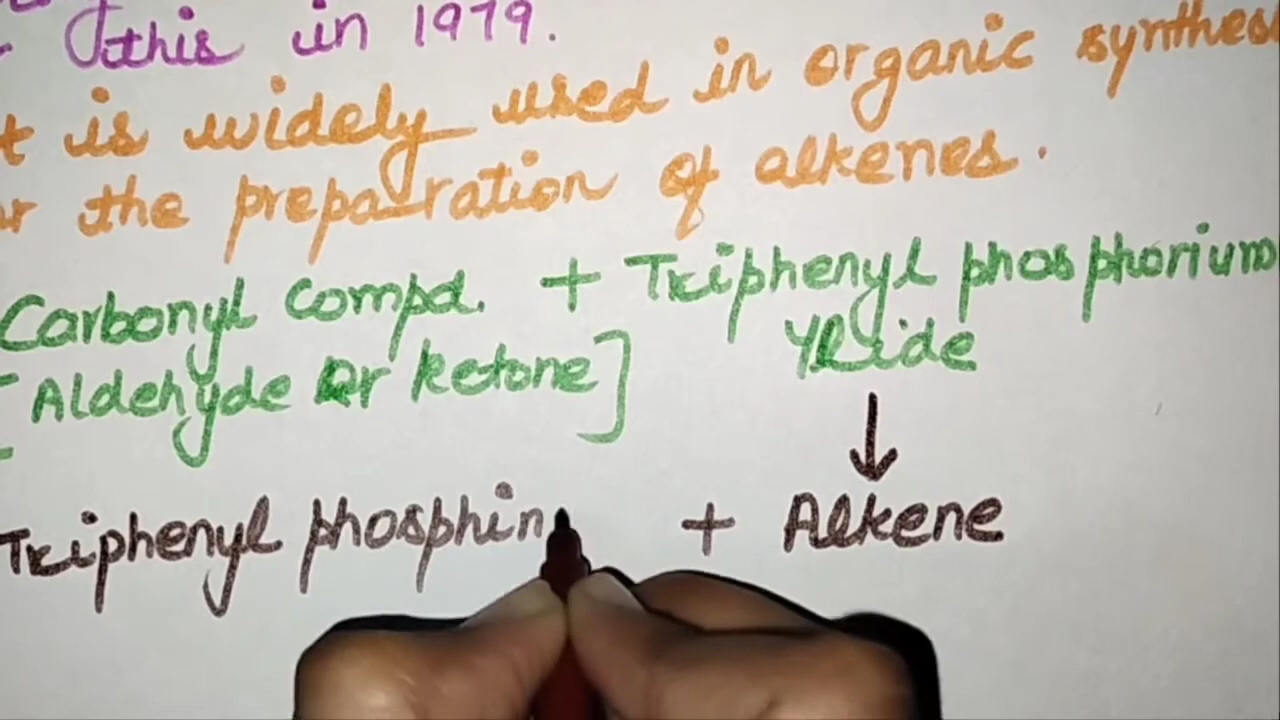 this in 1979.
t is widely used in organic synthes
r the preparation of alkenes.
Carbonyl Compd. + Triphenyl phosphorium
[Aldehyde Or ketone] Ylide
↓
Triphenyl phosphin + Alkene